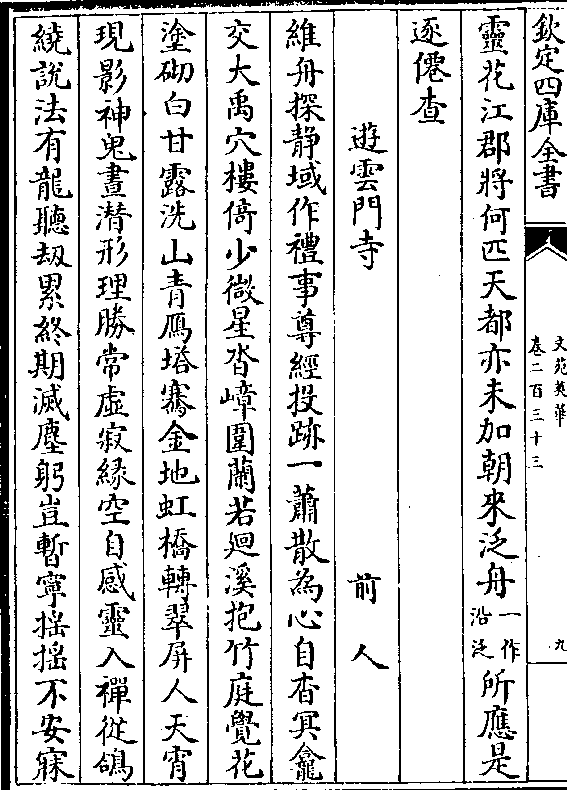 欽定四庫全書
文苑英華
卷二百三十三
九
靈花江郡將何匹天都亦未加朝來泛舟一作沿泛所應是
逐僊查
遊雲門寺 前人
維舟探静域作禮事尊經投跡一蕭散為心自杳冥龕
交大禹穴樓倚少微星沓嶂圍蘭若迴溪抱竹庭覺花
塗砌白甘露洗山青雁塔騫金地虹橋轉翠屏人天宵
現影神鬼晝潛形理勝常虛寂緣空自感靈入禪從鴿
繞說法有龍聽刼累終期滅塵躬豈暫寧搖搖不安寐